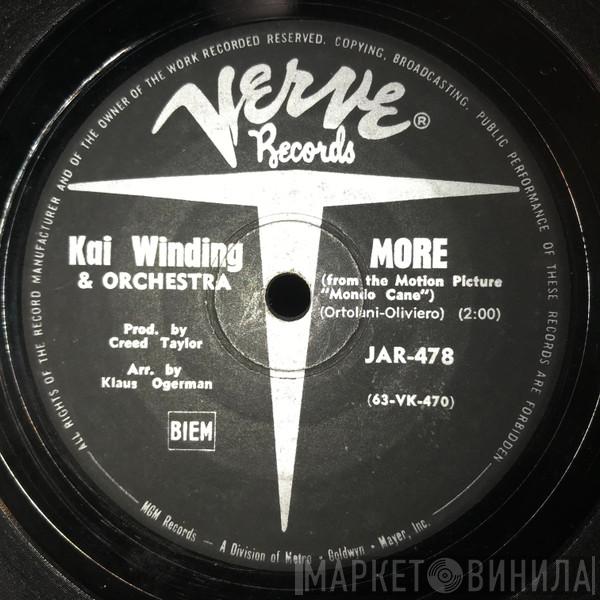 ALL RIGHTS OF THE RECORD MANUFACTURER AND OF THE OWNER OF THE WORK RECORDED RESERVED. COPYING, BROADCASTING, PUBLIC PERFORMANCE OF THESE RECORDS ARE FORBIDDEN
Verve ®
Records
Kai Winding
& ORCHESTRA
MORE
(from the Motion Picture
"Mondo Cane")
(Ortolani-Oliviero) (2:00)
Prod. by
Creed Taylor
JAR-478
Arr. by
Klaus Ogerman
(63-VK-470)
BIEM
MGM Records — A Division of Metro - Goldwyn - Mayer, Inc.
МАРКЕТ ВИНИЛА